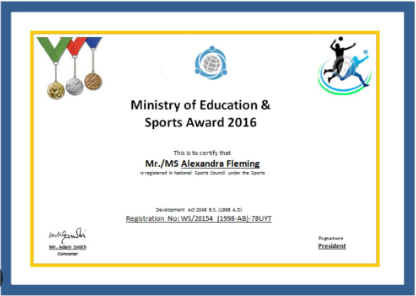 Ministry of Education &
Sports Award 2016
This is to certify that
Mr./MS Alexandra Fleming
is registered in National Sports Council under the Sports
Development Act 2048 B.S. (1998 A.D)
Registration No: WS/20154 (1998-AB)-78UYT
Mr. Adam Smith
Convener
Signature
President